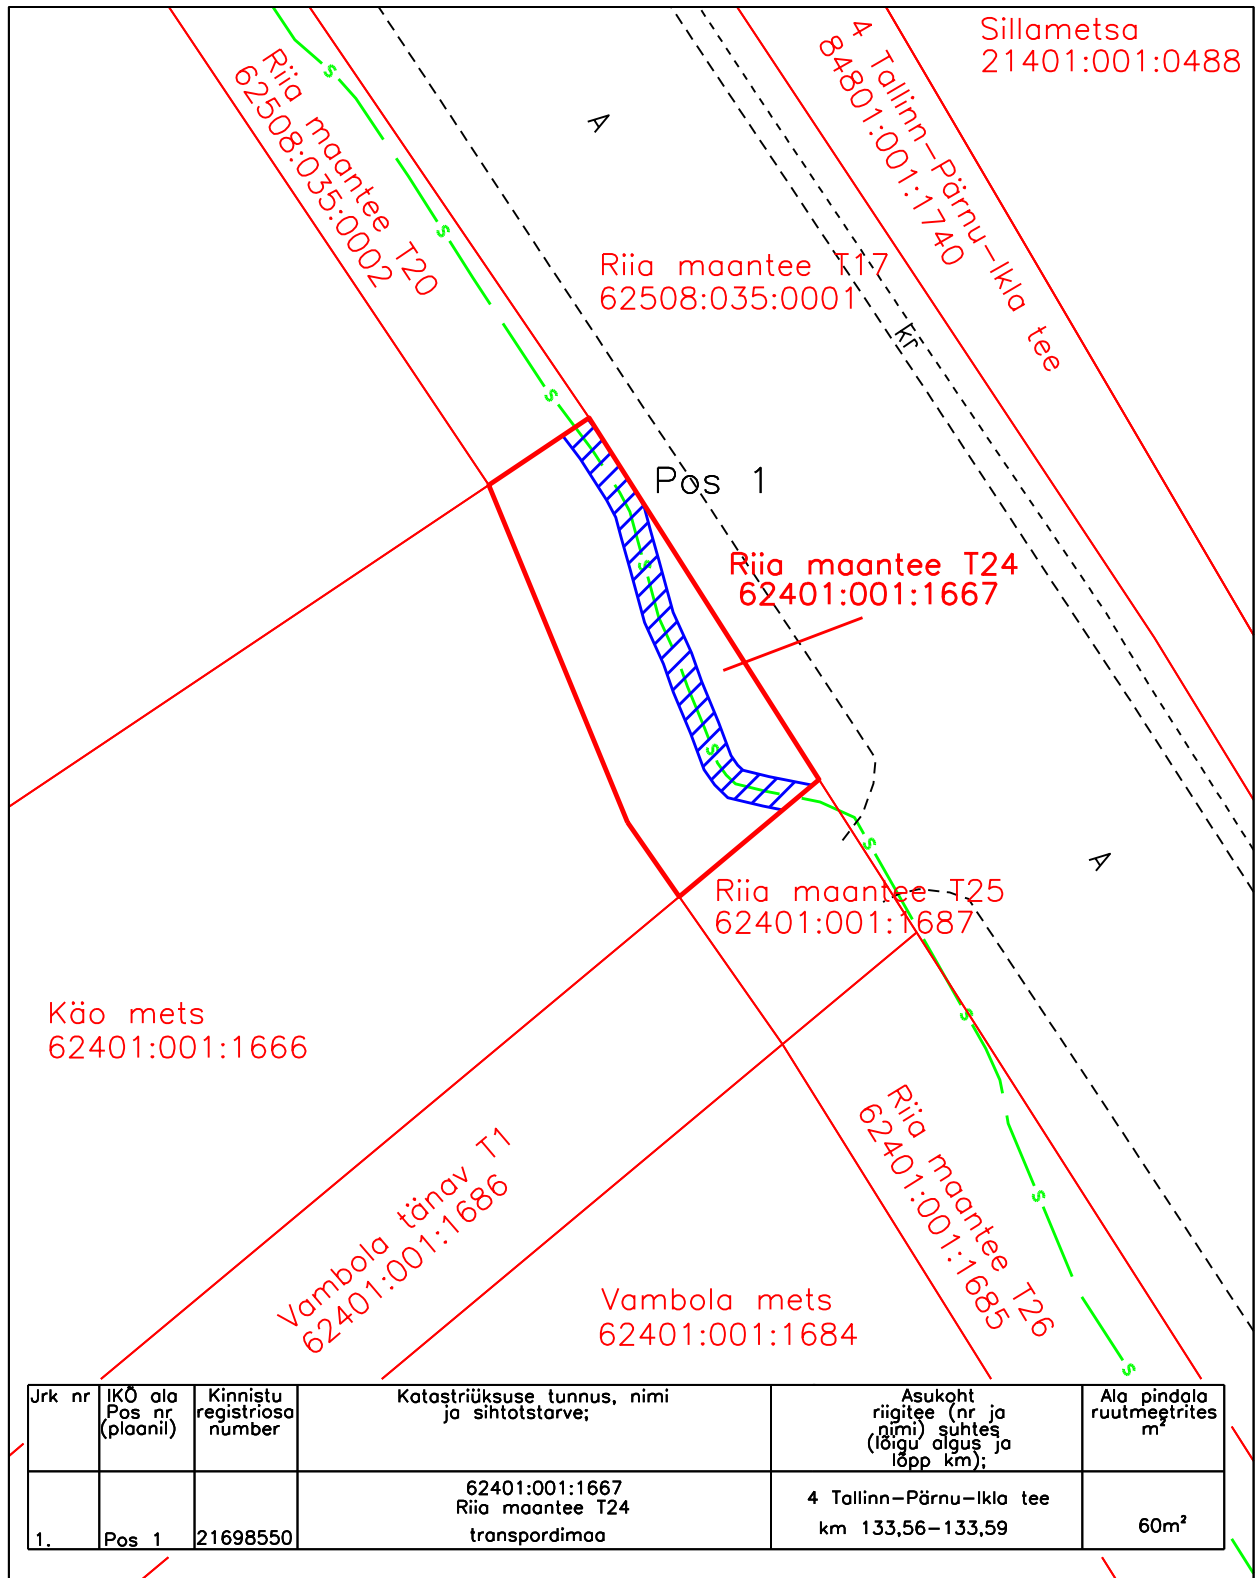 Sillametsa
21401:001:0488
4 Tallinn-Pärnu-Ikla tee
84801:001:1740
Riia maantee T20
62508:035:0002
s
A
s
Riia maantee T17
62508:035:0001
kr
s
Pos 1
Riia maantee T24
62401:001:1667
s
s
s
A
Riia maantee T25
62401:001:1687
Käo mets
62401:001:1666
s
Riia maantee T26
62401:001:1685
Vambola tänav T1
62401:001:1686
s
Vambola mets
62401:001:1684
s
Jrk nr
IKÕ ala
Pos nr
(plaanil)
Kinnistu
registriosa
number
Katastriüksuse tunnus, nimi
ja sihtotstarve;
Asukoht
riigitee (nr ja
nimi) suhtes
(lõigu algus ja
lõpp km);
Ala pindala
ruutmeetrites
m²
1.
Pos 1
21698550
62401:001:1667
Riia maantee T24
transpordimaa
4 Tallinn-Pärnu-Ikla tee
km 133,56-133,59
60m²